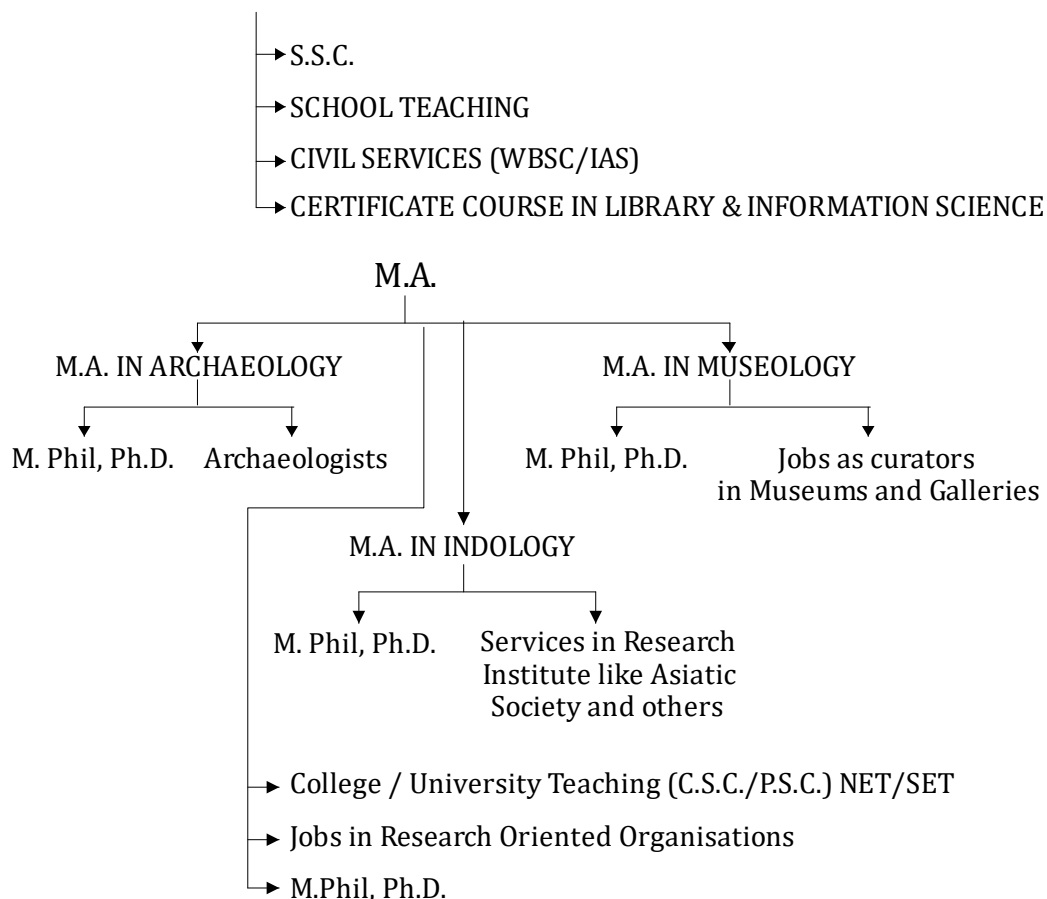 S.S.C.
SCHOOL TEACHING
CIVIL SERVICES (WBSC/IAS)
CERTIFICATE COURSE IN LIBRARY & INFORMATION SCIENCE
M.A.
M.A. IN ARCHAEOLOGY
M.A. IN MUSEOLOGY
M. Phil, Ph.D.
Archaeologists
M. Phil, Ph.D.
Jobs as curators
in Museums and Galleries
M.A. IN INDOLOGY
M. Phil, Ph.D.
Services in Research
Institute like Asiatic
Society and others
College / University Teaching (C.S.C./P.S.C.) NET/SET
Jobs in Research Oriented Organisations
M.Phil, Ph.D.